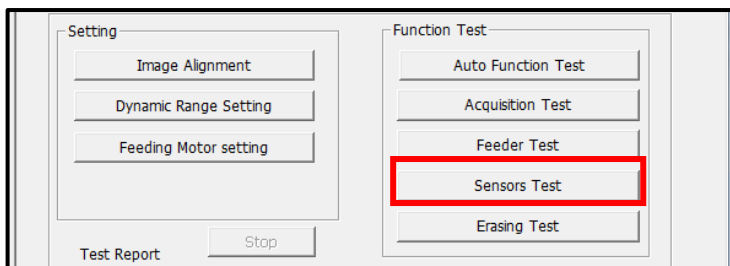 Setting
Image Alignment
Dynamic Range Setting
Feeding Motor setting
Stop
Test Report
Function Test
Auto Function Test
Acquisition Test
Feeder Test
Sensors Test
Erasing Test